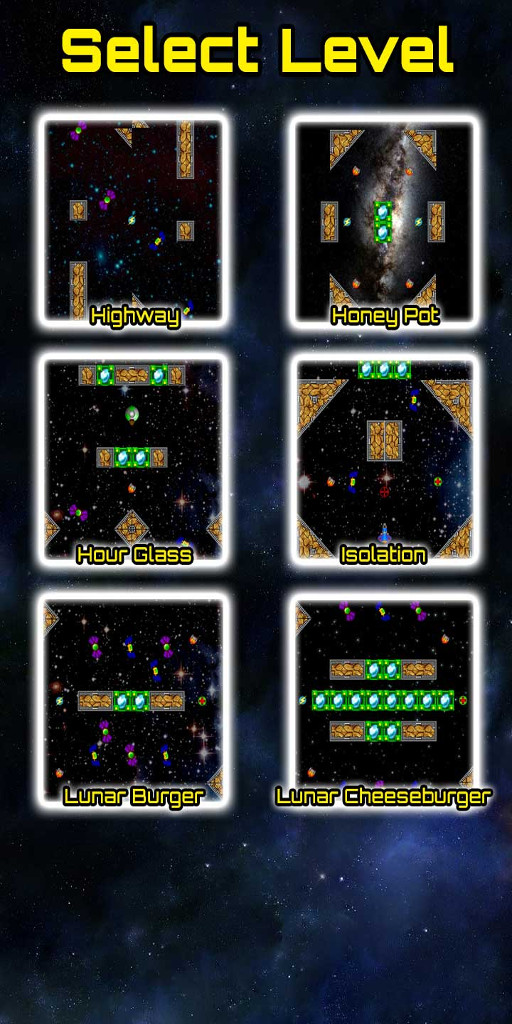 Select Level
Highway
Honey Pot
Hour Glass
Isolation
Lunar Burger
Lunar Cheeseburger